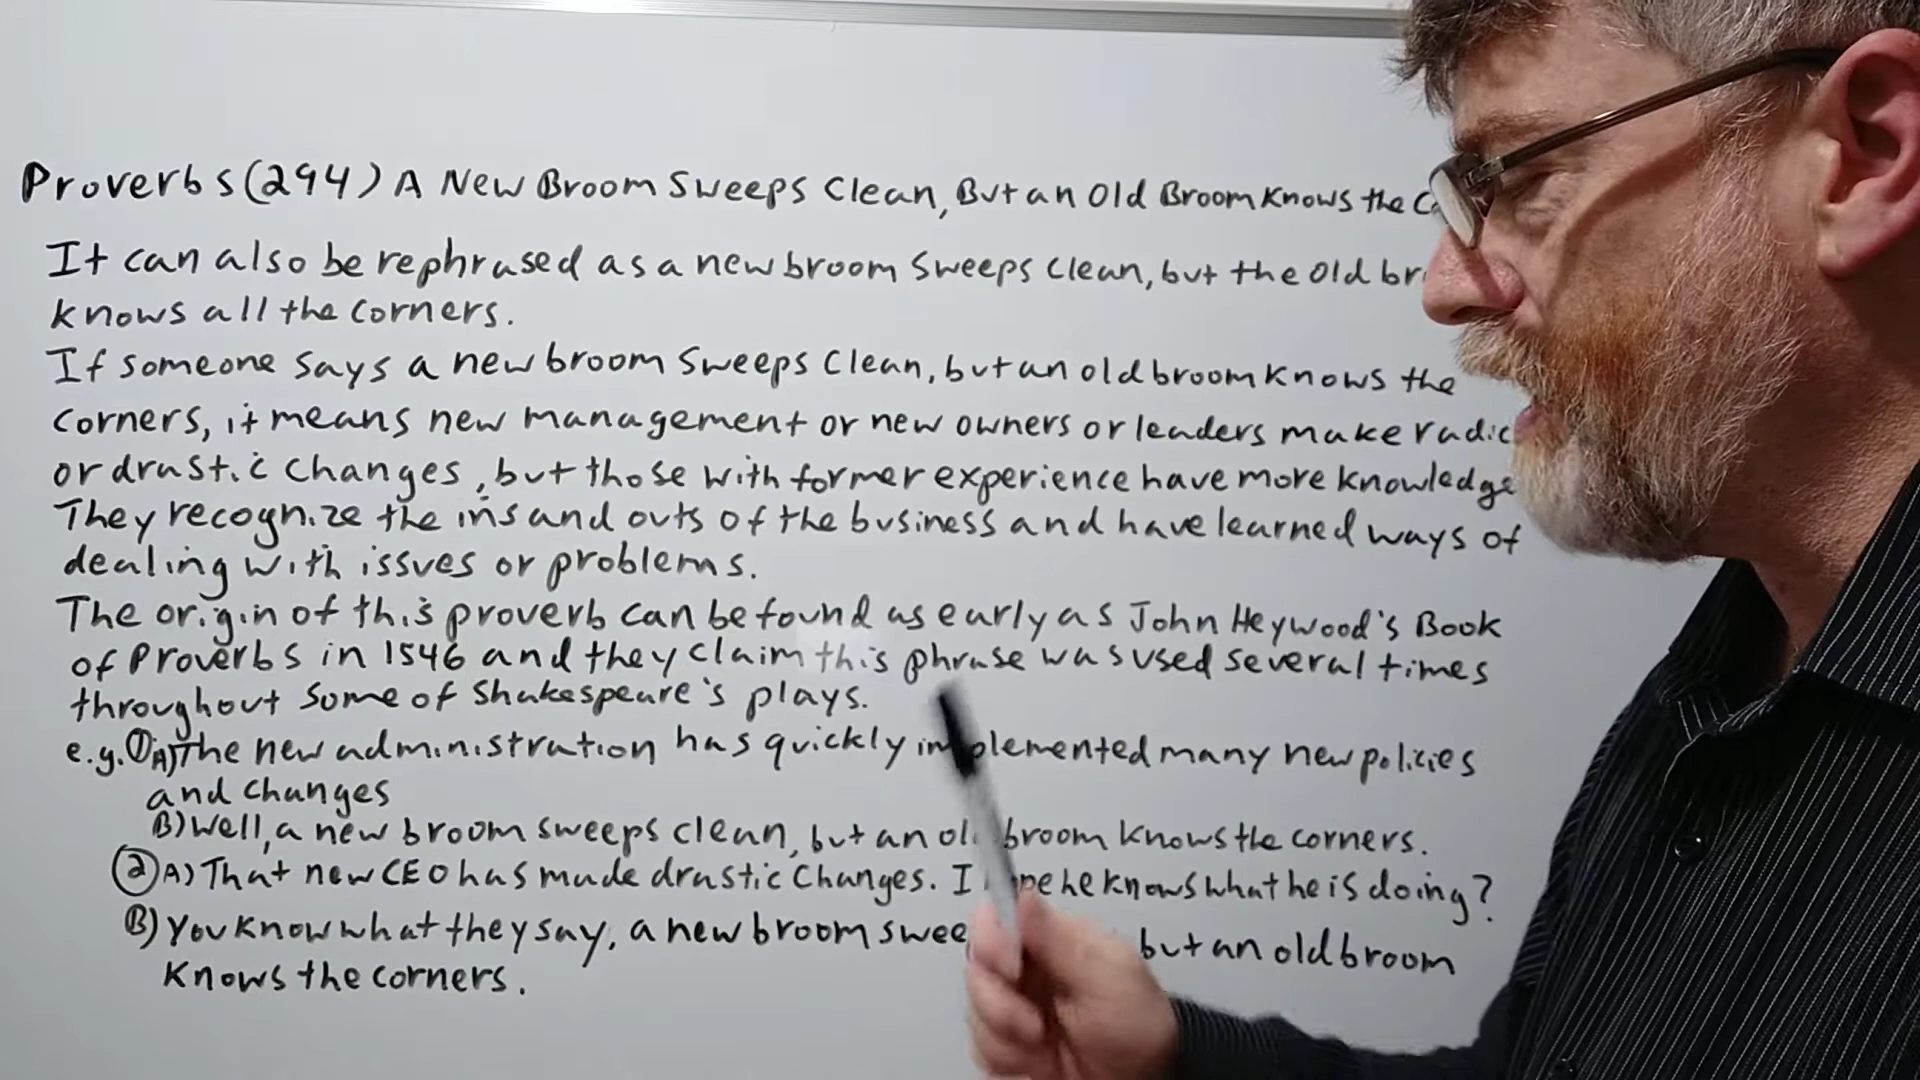 Proverbs (294) A New Broom Sweeps Clean, But an Old Broom Knows the
It can also be rephrased as a new broom sweeps clean, but the old
knows all the corners.
If someone says a new broom sweeps clean, but an old broom knows the
corners, it means new management or new owners or leaders make
or drastic changes, but those with former experience have more knowledge
They recognize the ins and outs of the business and have learned ways of
dealing with issues or problems.
The origin of this proverb can be found as early as John Heywood's Book
of Proverbs in 1546 and they claim this phrase was used several times
throughout some of Shakespeare's plays.
e.g. ① A) The new administration has quickly implemented many new policies
and changes
B) Well, a new broom sweeps clean, but an broom knows the corners.
② A) That new CEO has made drastic changes. I he knows what he is doing?
B) You know what they say, a new broom but an old broom
knows the corners.